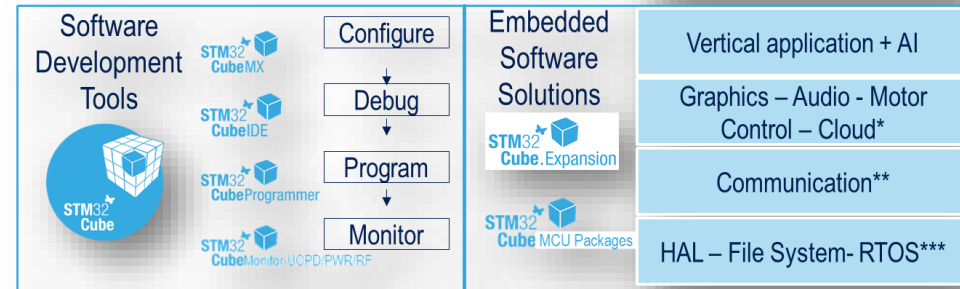 Software
Development
Tools
STM32
Cube
STM32
CubeMX
STM32
CubeIDE
STM32
CubeProgrammer
STM32
CubeMonitor-UCPD/PWR/RF
Configure
Debug
Program
Monitor
Embedded
Software
Solutions
STM32
Cube.Expansion
STM32
Cube MCU Packages
Vertical application + AI
Graphics – Audio - Motor
Control – Cloud*
Communication**
HAL – File System- RTOS***